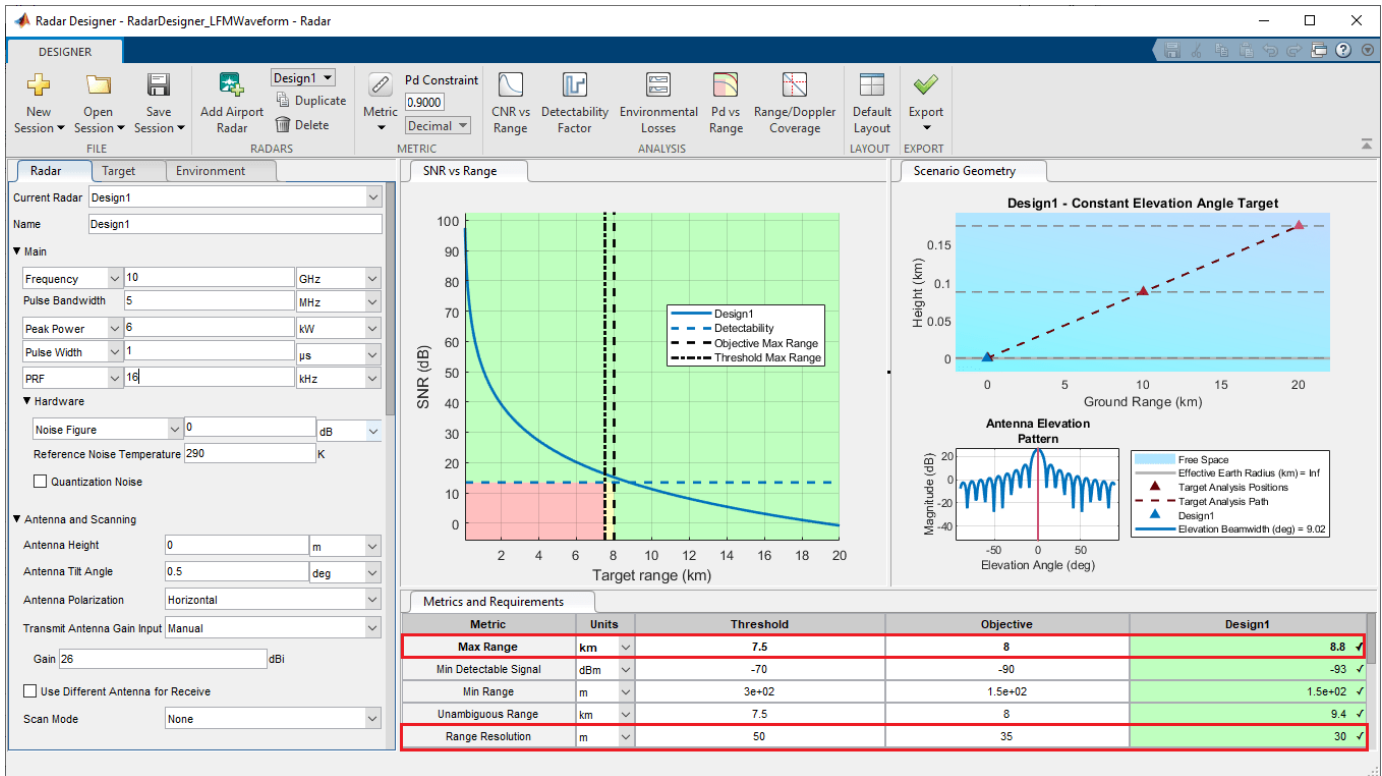 Radar Designer - RadarDesigner_LFMWaveform - Radar
DESIGNER
New Session
Open Session
Save Session
FILE
Add Airport Radar
Design1
Duplicate
Delete
RADARS
Metric
Pd Constraint
0.9000
Decimal
METRIC
CNR vs Range
Detectability Factor
Environmental Losses
Pd vs Range
Range/Doppler Coverage
ANALYSIS
Default Layout
LAYOUT
Export
EXPORT
Radar
Target
Environment
Current Radar Design1
Name Design1
Main
Frequency 10 GHz
Pulse Bandwidth 5 MHz
Peak Power 6 kW
Pulse Width 1 µs
PRF 16 kHz
Hardware
Noise Figure 0 dB
Reference Noise Temperature 290 K
Quantization Noise
Antenna and Scanning
Antenna Height 0 m
Antenna Tilt Angle 0.5 deg
Antenna Polarization Horizontal
Transmit Antenna Gain Input Manual
Gain 26 dBi
Use Different Antenna for Receive
Scan Mode None
SNR vs Range
100
90
80
70
60
50
40
30
20
10
0
SNR (dB)
Design1
Detectability
Objective Max Range
Threshold Max Range
2 4 6 8 10 12 14 16 18 20
Target range (km)
Scenario Geometry
Design1 - Constant Elevation Angle Target
0.15
0.1
0.05
0
Height (km)
0 5 10 15 20
Ground Range (km)
Antenna Elevation
Pattern
20
0
-20
-40
Magnitude (dB)
-50 0 50
Elevation Angle (deg)
Free Space
Effective Earth Radius (km) = Inf
Target Analysis Positions
Target Analysis Path
Design1
Elevation Beamwidth (deg) = 9.02
Metrics and Requirements
Metric Units Threshold Objective Design1
Max Range km 7.5 8 8.8 ✓
Min Detectable Signal dBm -70 -90 -93 ✓
Min Range m 3e+02 1.5e+02 1.5e+02 ✓
Unambiguous Range km 7.5 8 9.4 ✓
Range Resolution m 50 35 30 ✓